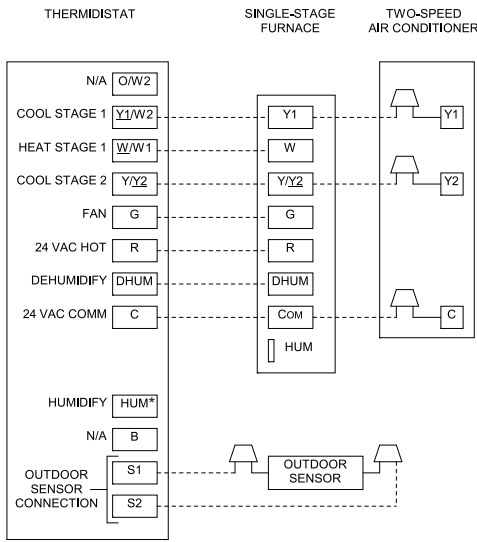 THERMIDISTAT
SINGLE-STAGE
FURNACE
TWO-SPEED
AIR CONDITIONER
N/A O/W2
COOL STAGE 1 Y1/W2 Y1 Y1
HEAT STAGE 1 W/W1 W
COOL STAGE 2 Y/Y2 Y/Y2 Y2
FAN G G
24 VAC HOT R R
DEHUMIDIFY DHUM DHUM
24 VAC COMM C COM C
HUM
HUMIDIFY HUM*
N/A B
OUTDOOR
SENSOR
CONNECTION
S1
S2
OUTDOOR
SENSOR